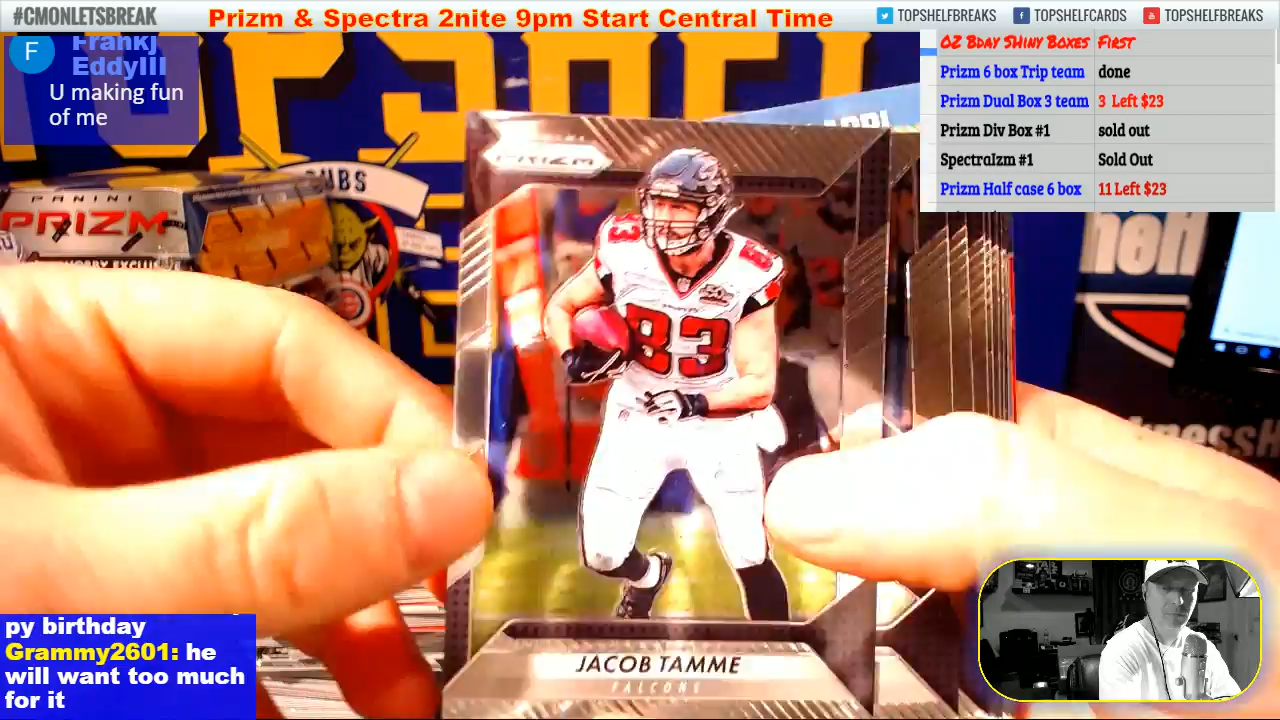 #CMONLETSBREAK
Prizm & Spectra 2nite 9pm Start Central Time
TOPSHELFBREAKS
TOPSHELFCARDS
TOPSHELFBREAKS
F
FrankJ
EddyIII
U making fun
of me
OZ Bday SHiny Boxes First
Prizm 6 box Trip team done
Prizm Dual Box 3 team 3 Left $23
Prizm Div Box #1 sold out
SpectraIzm #1 Sold Out
Prizm Half case 6 box 11 Left $23
PANINI
PRIZM
PRIZM
83
83
83
JACOB TAMME
FALCONS
py birthday
Grammy2601: he
will want too much
for it